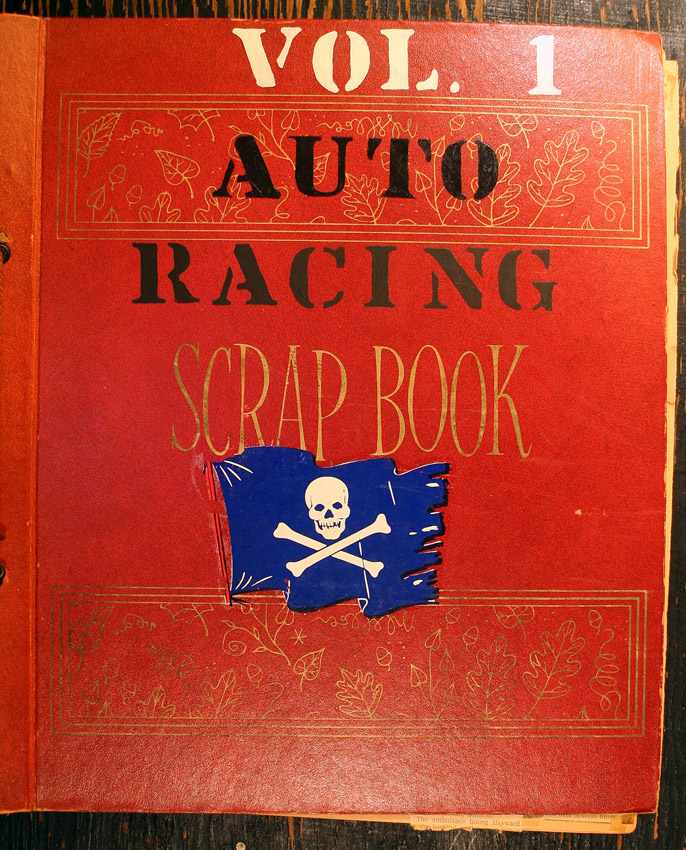 VOL. 1
AUTO
RACING
SCRAP BOOK
The ambulance taking Hayward